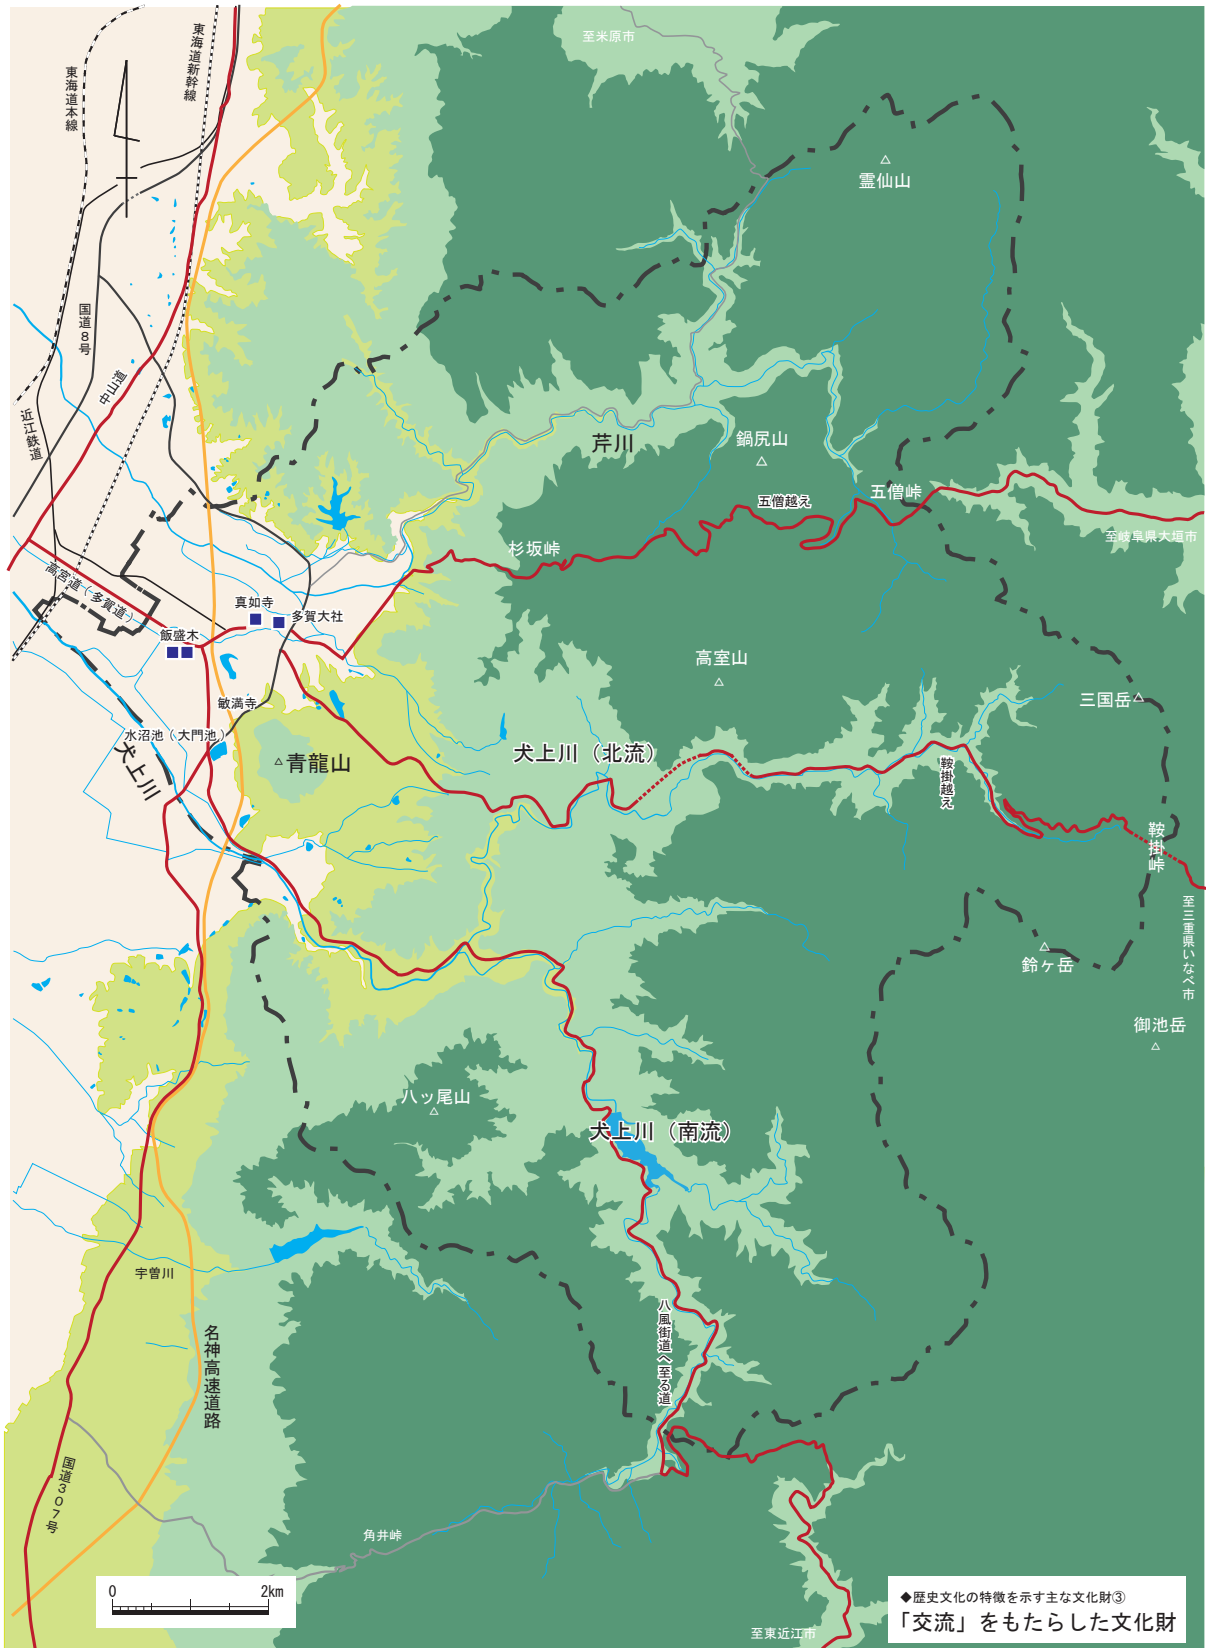 至米原市
東海道新幹線
東海道本線
霊仙山
国道8号
中山道
近江鉄道
芹川
鍋尻山
五僧越え
五僧峠
至岐阜県大垣市
杉坂峠
高宮道（多賀道）
真如寺
多賀大社
飯盛木
高室山
三国岳
敏満寺
水沼池（大門池）
犬上川
青龍山
犬上川（北流）
鞍掛越え
鞍掛峠
至三重県いなべ市
鈴ヶ岳
御池岳
八ッ尾山
犬上川（南流）
宇曽川
八風街道へ至る道
名神高速道路
国道307号
角井峠
0 2km
至東近江市
◆歴史文化の特徴を示す主な文化財③
「交流」をもたらした文化財